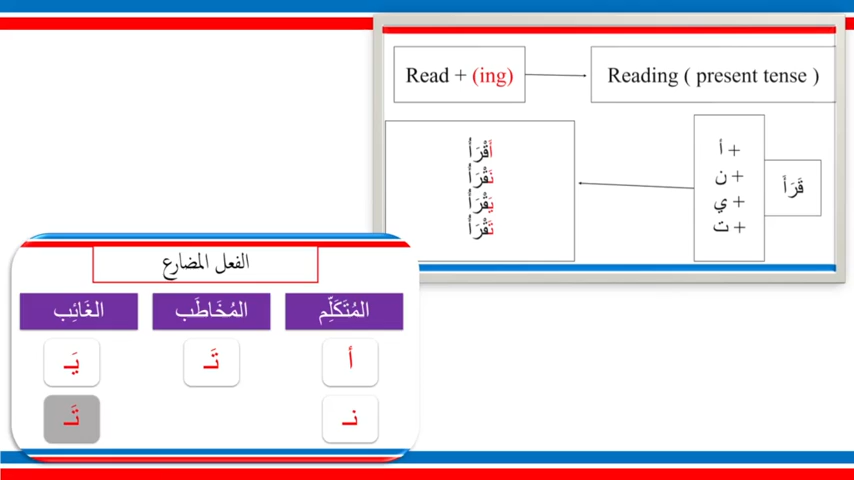 Read + (ing)
Reading ( present tense )
قَرَأَ
+ أ
+ ن
+ ي
+ ت
أَقْرَأُ
نَقْرَأُ
يَقْرَأُ
تَقْرَأُ
الفعل المضارع
المُتَكَلِّم
المُخَاطَب
الغَائِب
أ
تَـ
يَـ
نـ
تَـ